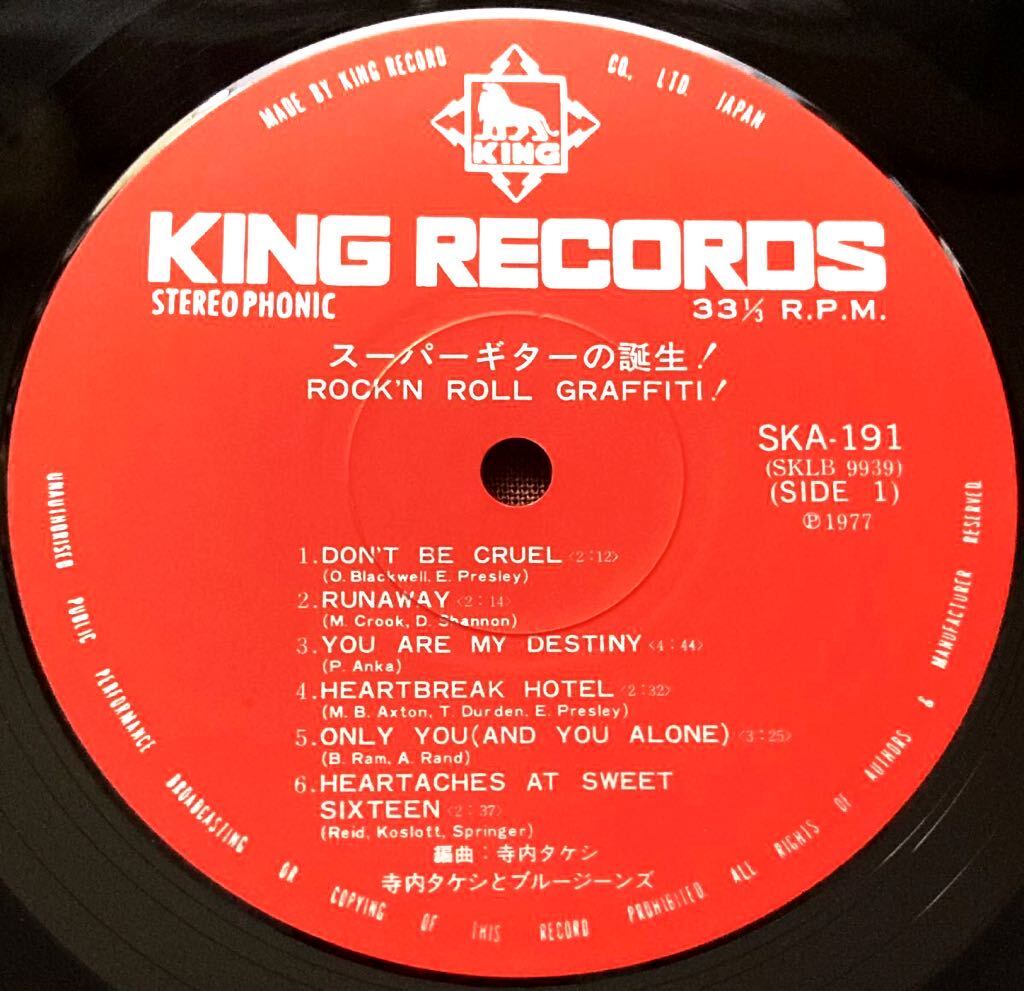 MADE BY KING RECORD CO., LTD. JAPAN
KING
KING RECORDS
STEREOPHONIC
33⅓ R.P.M.
スーパーギターの誕生!
ROCK'N ROLL GRAFFITI!
SKA-191
(SKLB 9939)
(SIDE 1)
℗1977
1.DON'T BE CRUEL <2:12>
(O. Blackwell, E. Presley)
2.RUNAWAY <2:14>
(M. Crook, D. Shannon)
3.YOU ARE MY DESTINY <4:44>
(P. Anka)
4.HEARTBREAK HOTEL <2:32>
(M. B. Axton, T. Durden, E. Presley)
5.ONLY YOU(AND YOU ALONE) <3:25>
(B. Ram, A. Rand)
6.HEARTACHES AT SWEET
SIXTEEN <2:37>
(Reid, Koslott, Springer)
編曲：寺内タケシ
寺内タケシとブルージーンズ
UNAUTHORISED PUBLIC PERFORMANCE BROADCASTING OR COPYING OF THIS RECORD PROHIBITED ALL RIGHTS OF AUTHORS & MANUFACTURER RESERVED